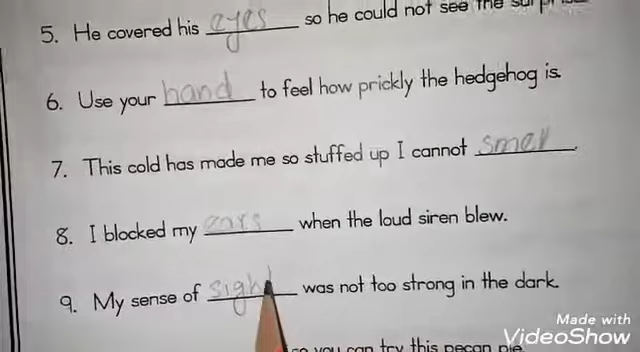 5. He covered his eyes so he could not see the surprise
6. Use your hand to feel how prickly the hedgehog is.
7. This cold has made me so stuffed up I cannot smel.
8. I blocked my ears when the loud siren blew.
9. My sense of sigh was not too strong in the dark.
so you can try this pecan pie.
Made with
VideoShow